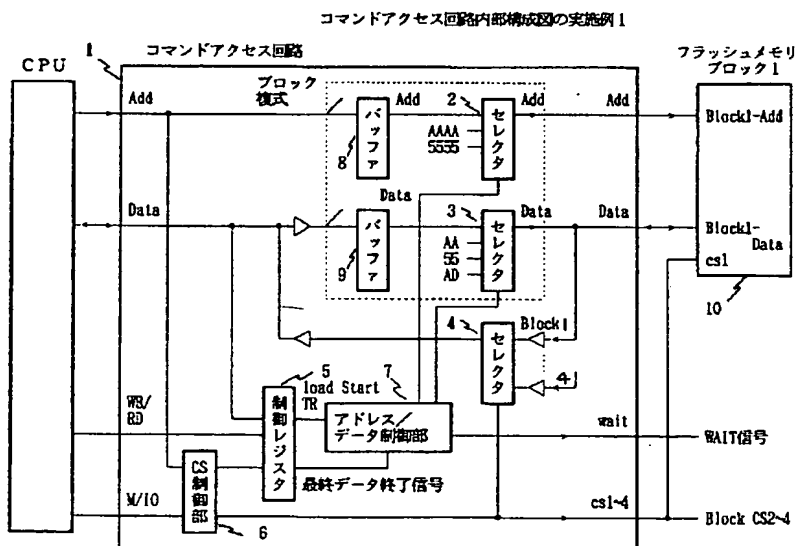 コマンドアクセス回路内部構成図の実施例1
1
コマンドアクセス回路
フラッシュメモリ
ブロック1
CPU
ブロック
複式
Add
Add
2
Add
Add
Block1-Add
バッファ
セレクタ
AAAA
5555
8
Data
Data
3
Data
Data
Block1-
Data
バッファ
セレクタ
AA
55
AD
cs1
9
10
4
Block1
セレクタ
4
5
7
load Start
TR
WR/
RD
制御レジスタ
アドレス/
データ制御部
wait
WAIT信号
CS制御部
最終データ終了信号
M/IO
cs1~4
Block CS2~4
6